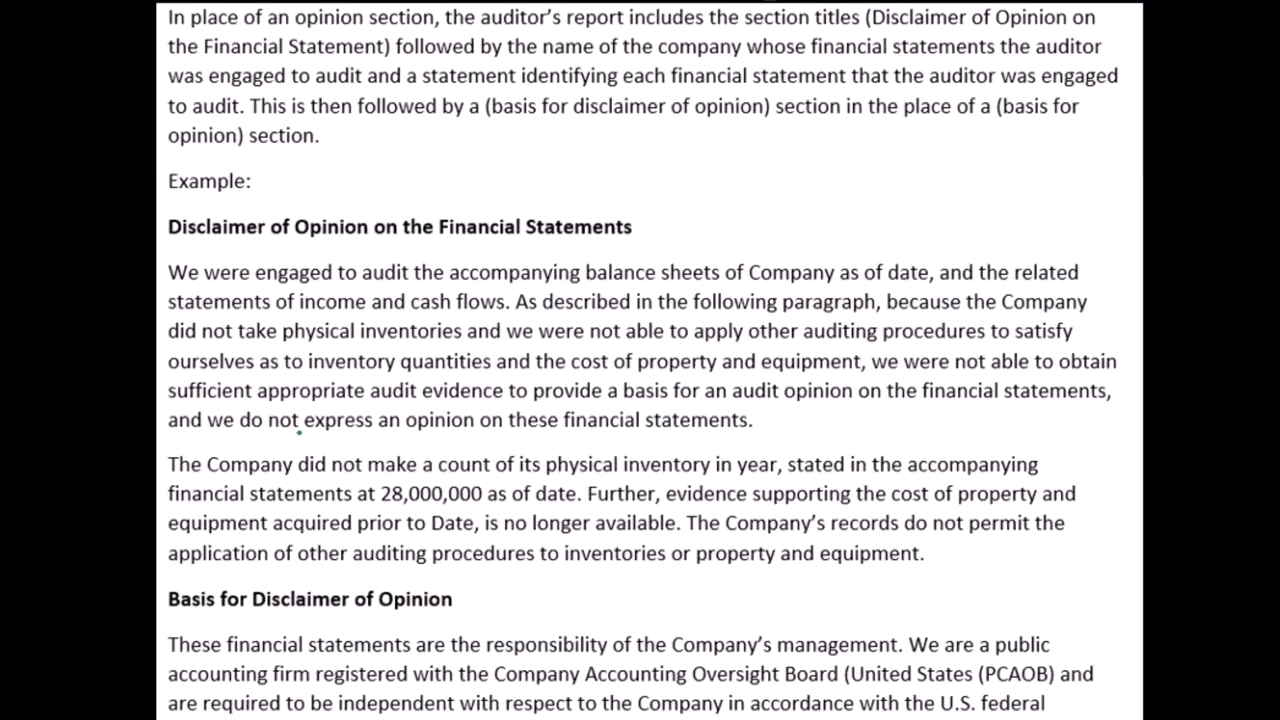 In place of an opinion section, the auditor’s report includes the section titles (Disclaimer of Opinion on
the Financial Statement) followed by the name of the company whose financial statements the auditor
was engaged to audit and a statement identifying each financial statement that the auditor was engaged
to audit. This is then followed by a (basis for disclaimer of opinion) section in the place of a (basis for
opinion) section.
Example:
Disclaimer of Opinion on the Financial Statements
We were engaged to audit the accompanying balance sheets of Company as of date, and the related
statements of income and cash flows. As described in the following paragraph, because the Company
did not take physical inventories and we were not able to apply other auditing procedures to satisfy
ourselves as to inventory quantities and the cost of property and equipment, we were not able to obtain
sufficient appropriate audit evidence to provide a basis for an audit opinion on the financial statements,
and we do not express an opinion on these financial statements.
The Company did not make a count of its physical inventory in year, stated in the accompanying
financial statements at 28,000,000 as of date. Further, evidence supporting the cost of property and
equipment acquired prior to Date, is no longer available. The Company’s records do not permit the
application of other auditing procedures to inventories or property and equipment.
Basis for Disclaimer of Opinion
These financial statements are the responsibility of the Company’s management. We are a public
accounting firm registered with the Company Accounting Oversight Board (United States (PCAOB) and
are required to be independent with respect to the Company in accordance with the U.S. federal